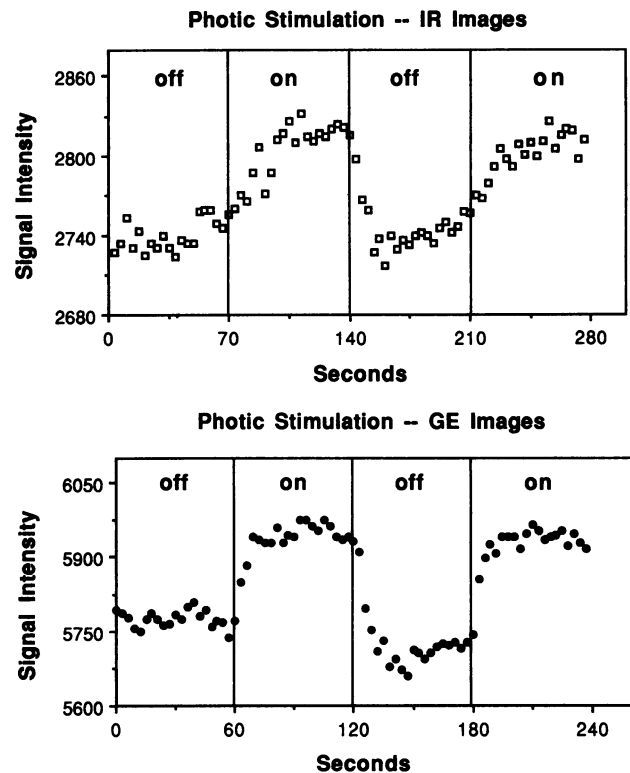 Photic Stimulation -- IR Images
off on off on
Signal Intensity
2860
2800
2740
2680
0 70 140 210 280
Seconds
Photic Stimulation -- GE Images
off on off on
Signal Intensity
6050
5900
5750
5600
0 60 120 180 240
Seconds